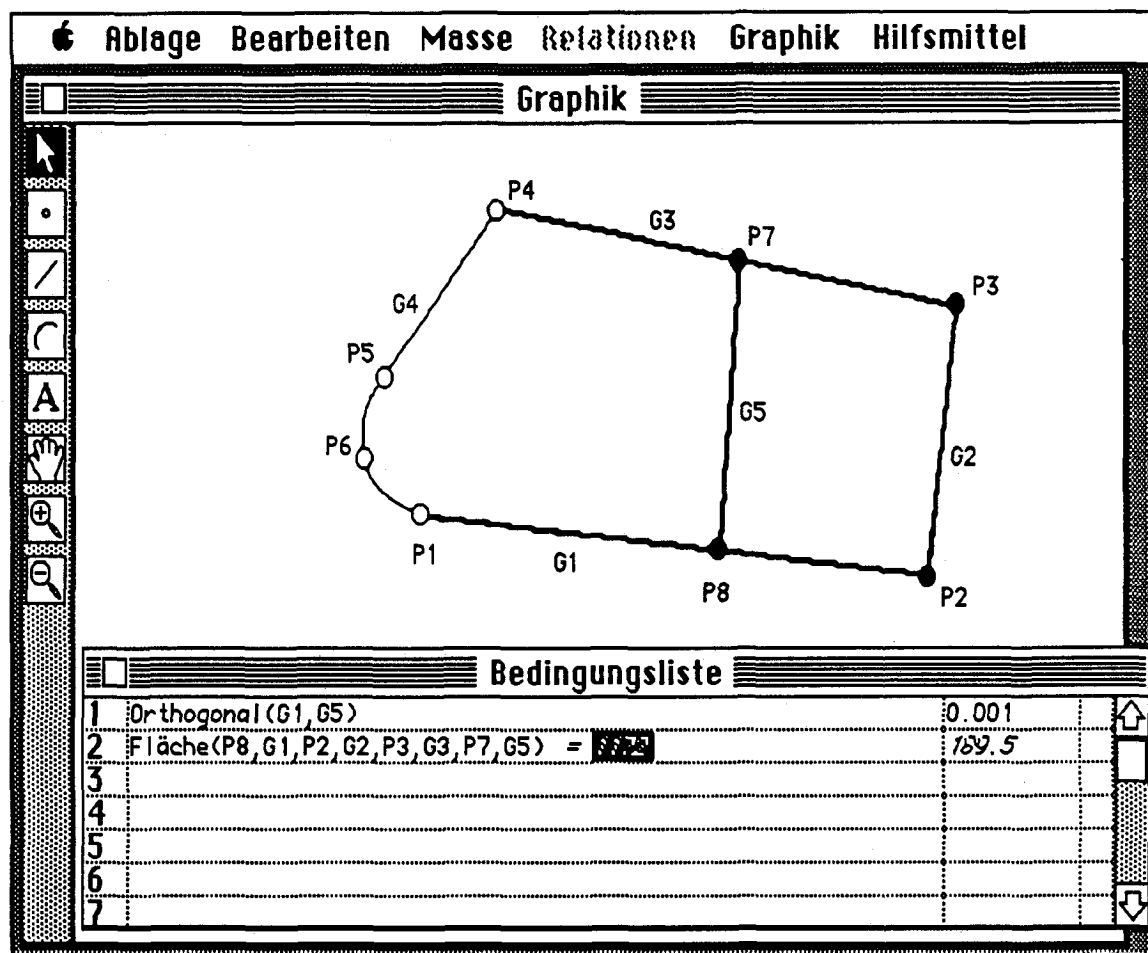 Ablage Bearbeiten Masse Relationen Graphik Hilfsmittel
Graphik
P4
G3
P7
P3
G4
P5
A
G5
P6
G2
P1
G1
P8
P2
Bedingungsliste
1 Orthogonal(G1,G5) 0.001
2 Fläche(P8,G1,P2,G2,P3,G3,P7,G5) =
3
4
5
6
7